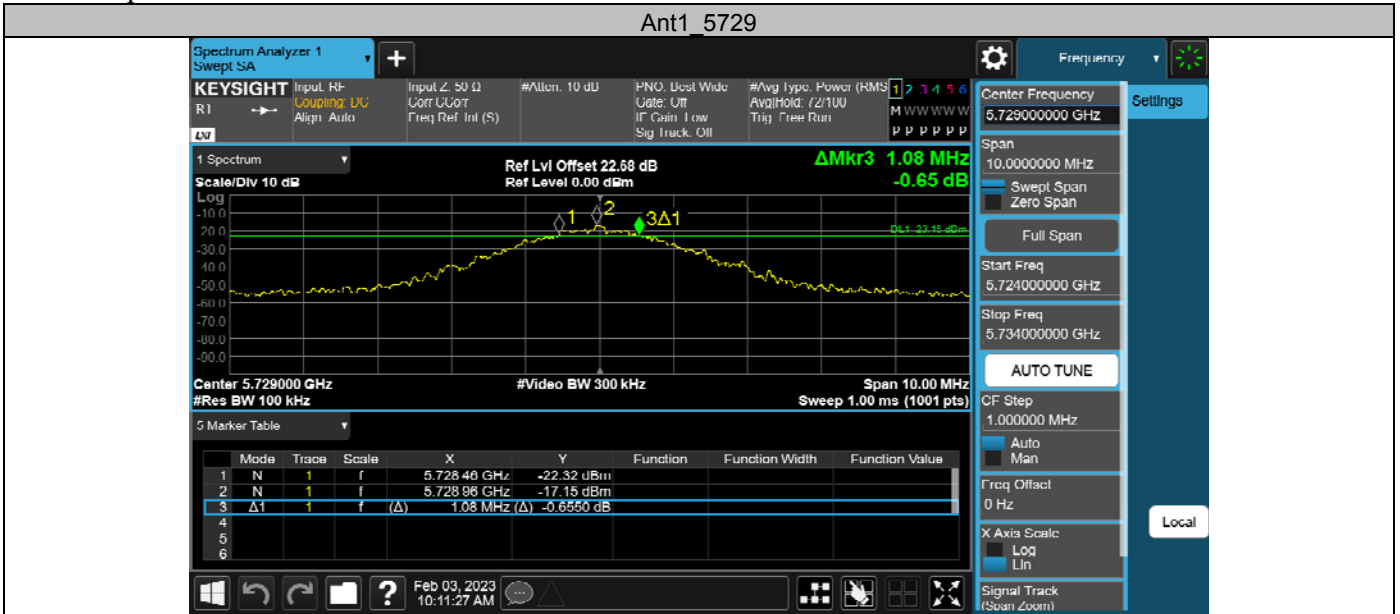 Ant1_5729
Spectrum Analyzer 1
Swept SA
Frequency
KEYSIGHT
R1
LXI
Input: RF
Coupling: DC
Align: Auto
Input Z: 50 Ω
Corr CCorr
Freq Ref: Int (S)
#Atten: 10 dB
PNO: Best Wide
Gate: Off
IF Gain: Low
Sig Track: Off
#Avg Type: Power (RMS
Avg|Hold: 72/100
Trig: Free Run
1 2 3 4 5 6
M W W W W W
P P P P P P
1 Spectrum
Scale/Div 10 dB
Log
Ref Lvl Offset 22.68 dB
Ref Level 0.00 dBm
ΔMkr3 1.08 MHz
-0.65 dB
-10.0
-20.0
-30.0
-40.0
-50.0
-60.0
-70.0
-80.0
-90.0
1
2
3Δ1
DL1 -23.15 dBm
Center 5.729000 GHz
#Video BW 300 kHz
Span 10.00 MHz
#Res BW 100 kHz
Sweep 1.00 ms (1001 pts)
5 Marker Table
Mode Trace Scale X Y Function Function Width Function Value
1 N 1 f 5.728 46 GHz -22.32 dBm
2 N 1 f 5.728 96 GHz -17.15 dBm
3 Δ1 1 f (Δ) 1.08 MHz (Δ) -0.6550 dB
4
5
6
Feb 03, 2023
10:11:27 AM
Center Frequency
5.729000000 GHz
Settings
Span
10.0000000 MHz
Swept Span
Zero Span
Full Span
Start Freq
5.724000000 GHz
Stop Freq
5.734000000 GHz
AUTO TUNE
CF Step
1.000000 MHz
Auto
Man
Freq Offset
0 Hz
X Axis Scale
Log
Lin
Local
Signal Track
(Span Zoom)